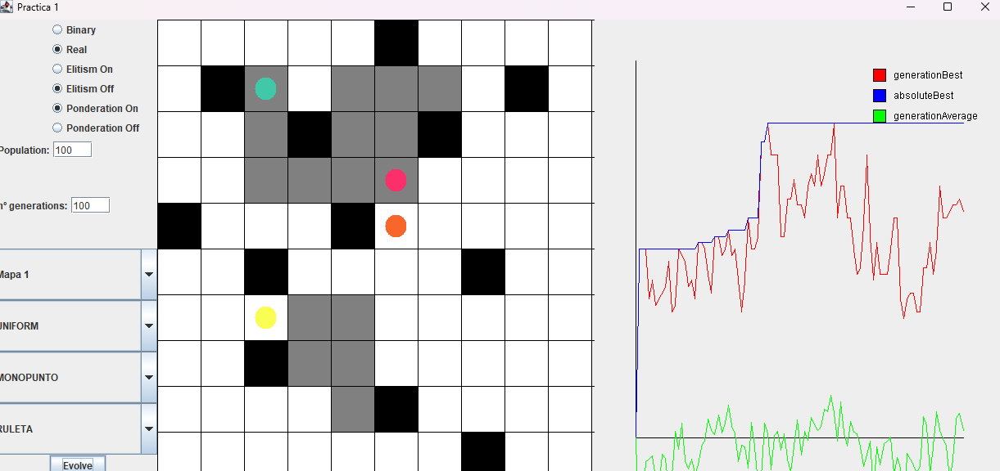 Practica 1
Binary
Real
Elitism On
Elitism Off
Ponderation On
Ponderation Off
Population:
100
nº generations:
100
Mapa 1
UNIFORM
MONOPUNTO
RULETA
Evolve
generationBest
absoluteBest
generationAverage